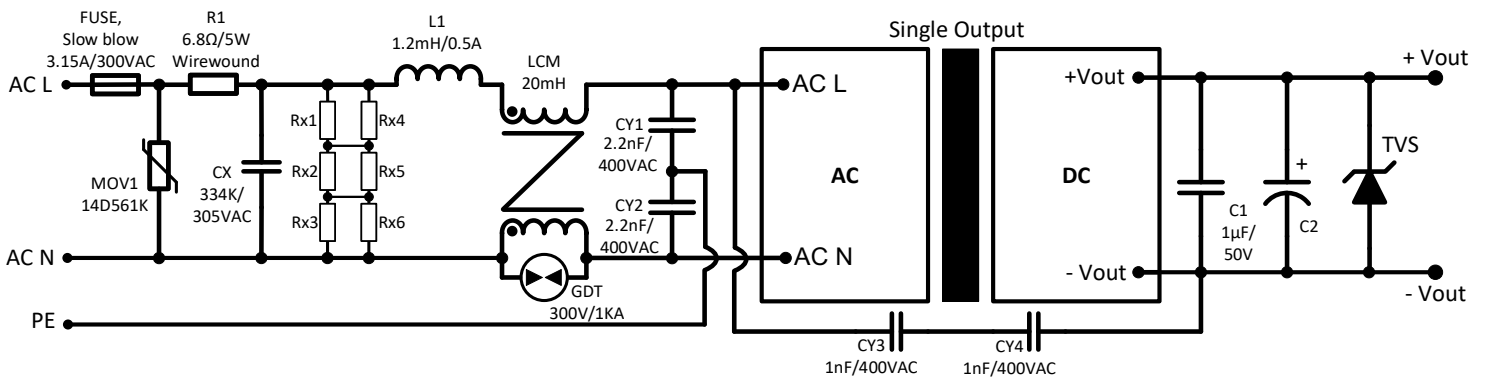 FUSE,
Slow blow
3.15A/300VAC
R1
6.8Ω/5W
Wirewound
L1
1.2mH/0.5A
LCM
20mH
Single Output
AC L
AC L
+Vout
+ Vout
Rx1
Rx4
CY1
2.2nF/
400VAC
TVS
MOV1
14D561K
CX
334K/
305VAC
Rx2
Rx5
AC
DC
+
Rx3
Rx6
CY2
2.2nF/
400VAC
C1
1μF/
50V
C2
AC N
AC N
- Vout
- Vout
GDT
300V/1KA
PE
CY3
1nF/400VAC
CY4
1nF/400VAC